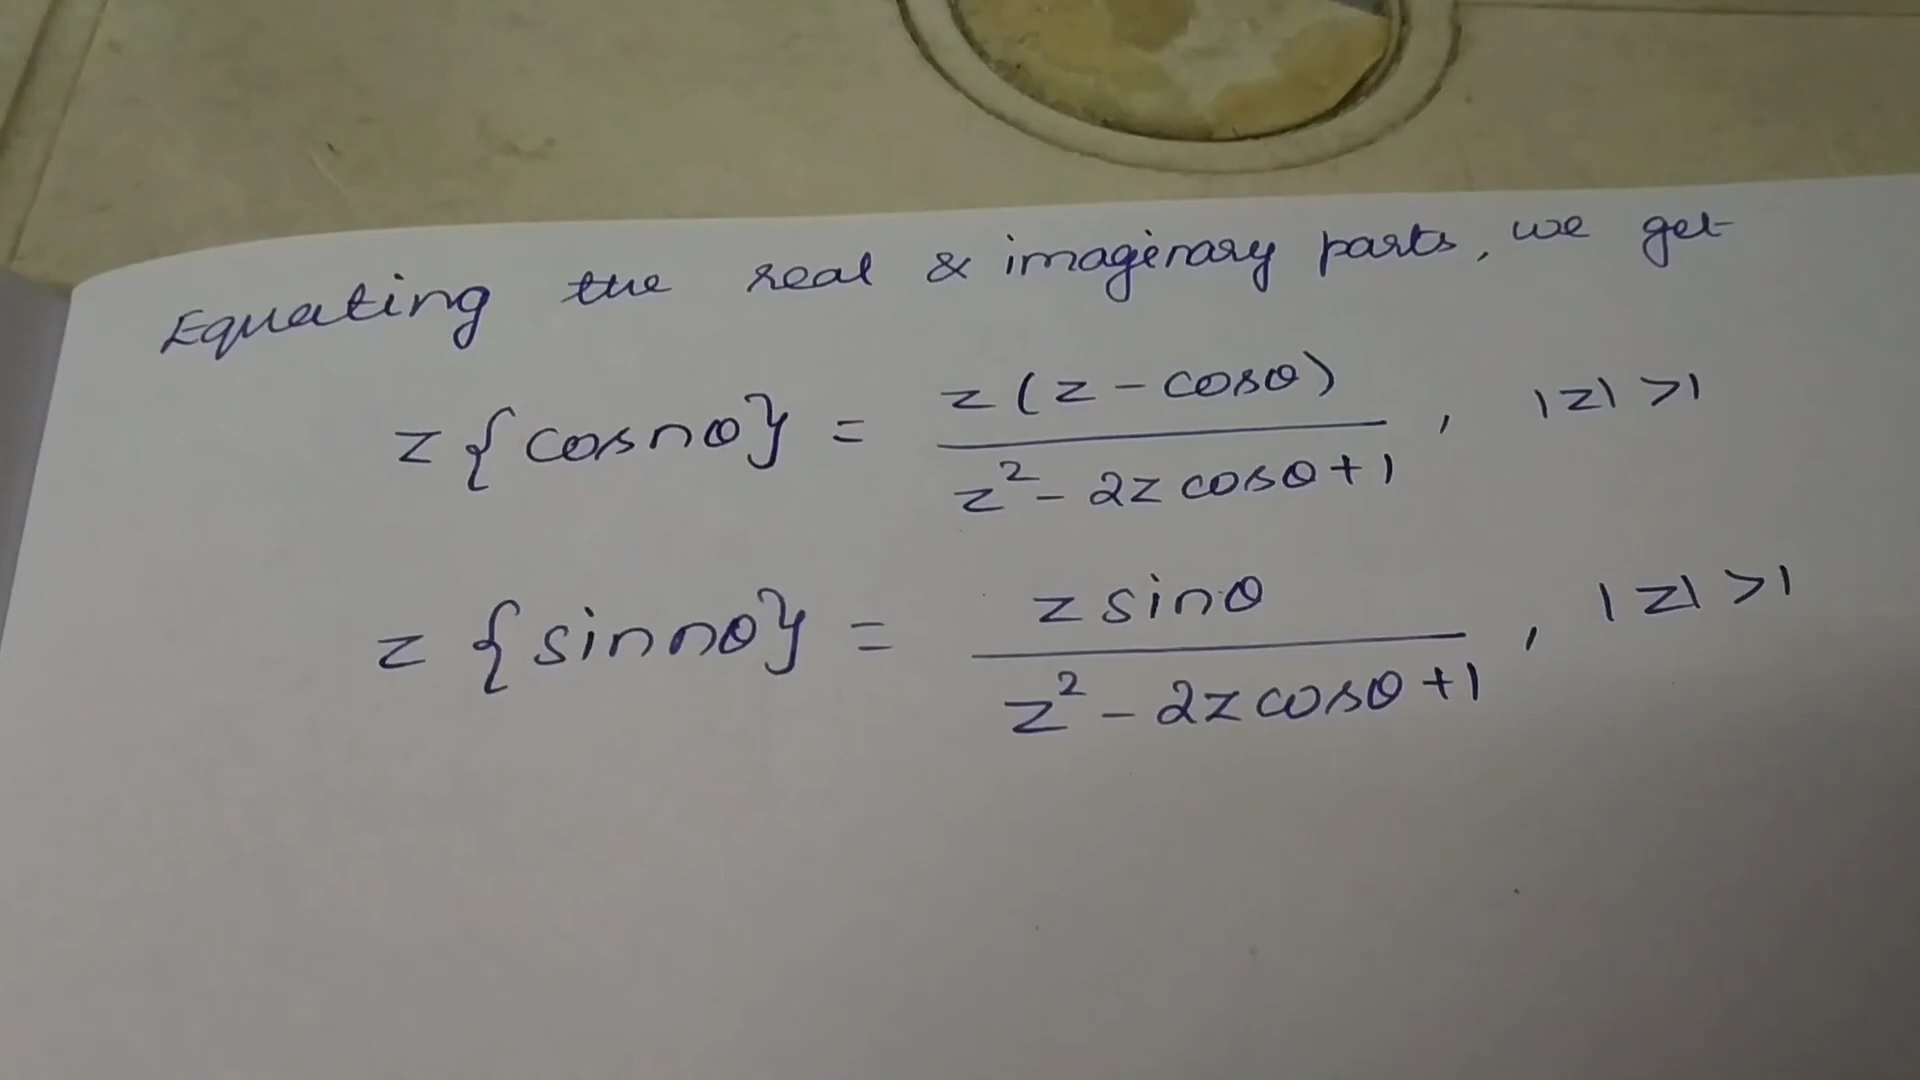 Equating the real & imaginary parts, we get
z{cosnθ} = z(z-cosθ) / z²-2z cosθ+1 , |z|>1
z{sinnθ} = z sinθ / z²-2z cosθ+1 , |z|>1